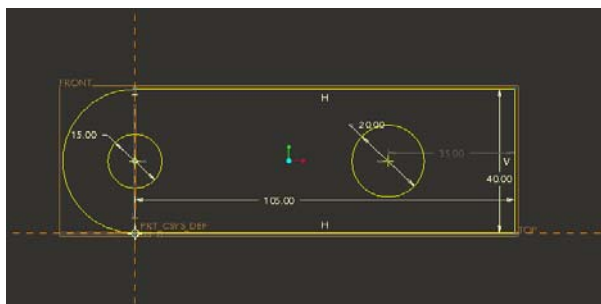 FRONT
H
15.00
20.00
35.00
V
40.00
105.00
PRT_CSYS_DEF
H
TOP